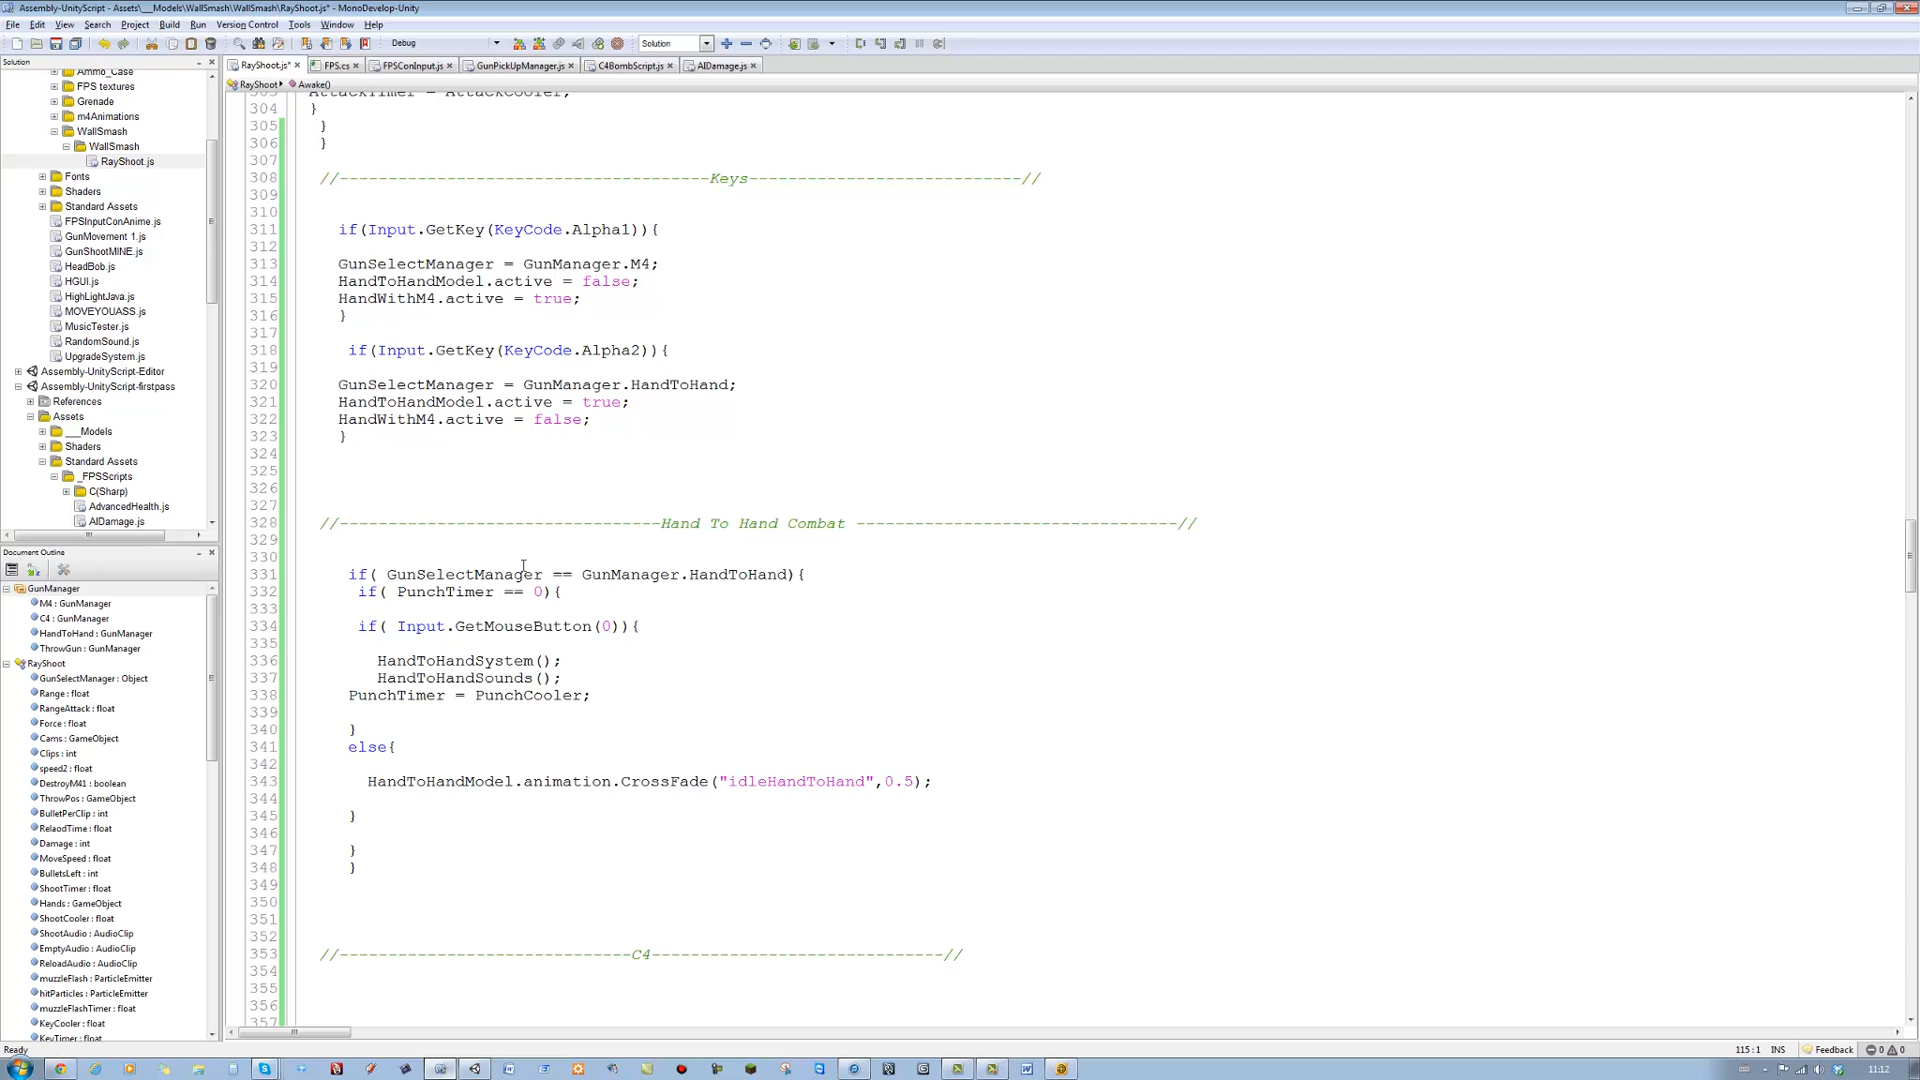 Assembly-UnityScript - Assets\___Models\WallSmash\WallSmash\RayShoot.js* - MonoDevelop-Unity
File Edit View Search Project Build Run Version Control Tools Window Help
Debug
Solution
Solution
RayShoot.js* FPS.cs FPSConInput.js GunPickUpManager.js C4BombScript.js AIDamage.js
RayShoot Awake()
Ammo_Case
FPS textures
Grenade
m4Animations
WallSmash
WallSmash
RayShoot.js
Fonts
Shaders
Standard Assets
FPSInputConAnime.js
GunMovement 1.js
GunShootMINE.js
HeadBob.js
HGUI.js
HighLightJava.js
MOVEYOUASS.js
MusicTester.js
RandomSound.js
UpgradeSystem.js
Assembly-UnityScript-Editor
Assembly-UnityScript-firstpass
References
Assets
___Models
Shaders
Standard Assets
_FPSScripts
C(Sharp)
AdvancedHealth.js
AIDamage.js
Document Outline
GunManager
M4 : GunManager
C4 : GunManager
HandToHand : GunManager
ThrowGun : GunManager
RayShoot
GunSelectManager : Object
Range : float
RangeAttack : float
Force : float
Cams : GameObject
Clips : int
speed2 : float
DestroyM41 : boolean
ThrowPos : GameObject
BulletPerClip : int
RelaodTime : float
Damage : int
MoveSpeed : float
BulletsLeft : int
ShootTimer : float
Hands : GameObject
ShootCooler : float
ShootAudio : AudioClip
EmptyAudio : AudioClip
ReloadAudio : AudioClip
muzzleFlash : ParticleEmitter
hitParticles : ParticleEmitter
muzzleFlashTimer : float
KeyCooler : float
KeyTimer : float
303 AttackTimer = AttackCooler;
304 }
305 }
306 }
307
308 //--------------------------------------Keys----------------------------//
309
310
311 if(Input.GetKey(KeyCode.Alpha1)){
312
313 GunSelectManager = GunManager.M4;
314 HandToHandModel.active = false;
315 HandWithM4.active = true;
316 }
317
318 if(Input.GetKey(KeyCode.Alpha2)){
319
320 GunSelectManager = GunManager.HandToHand;
321 HandToHandModel.active = true;
322 HandWithM4.active = false;
323 }
324
325
326
327
328 //---------------------------------Hand To Hand Combat ---------------------------------//
329
330
331 if( GunSelectManager == GunManager.HandToHand){
332 if( PunchTimer == 0){
333
334 if( Input.GetMouseButton(0)){
335
336 HandToHandSystem();
337 HandToHandSounds();
338 PunchTimer = PunchCooler;
339
340 }
341 else{
342
343 HandToHandModel.animation.CrossFade("idleHandToHand",0.5);
344
345 }
346
347 }
348 }
349
350
351
352
353 //------------------------------C4------------------------------//
354
355
356
357
Ready
115 : 1 INS Feedback 0 0
11:12